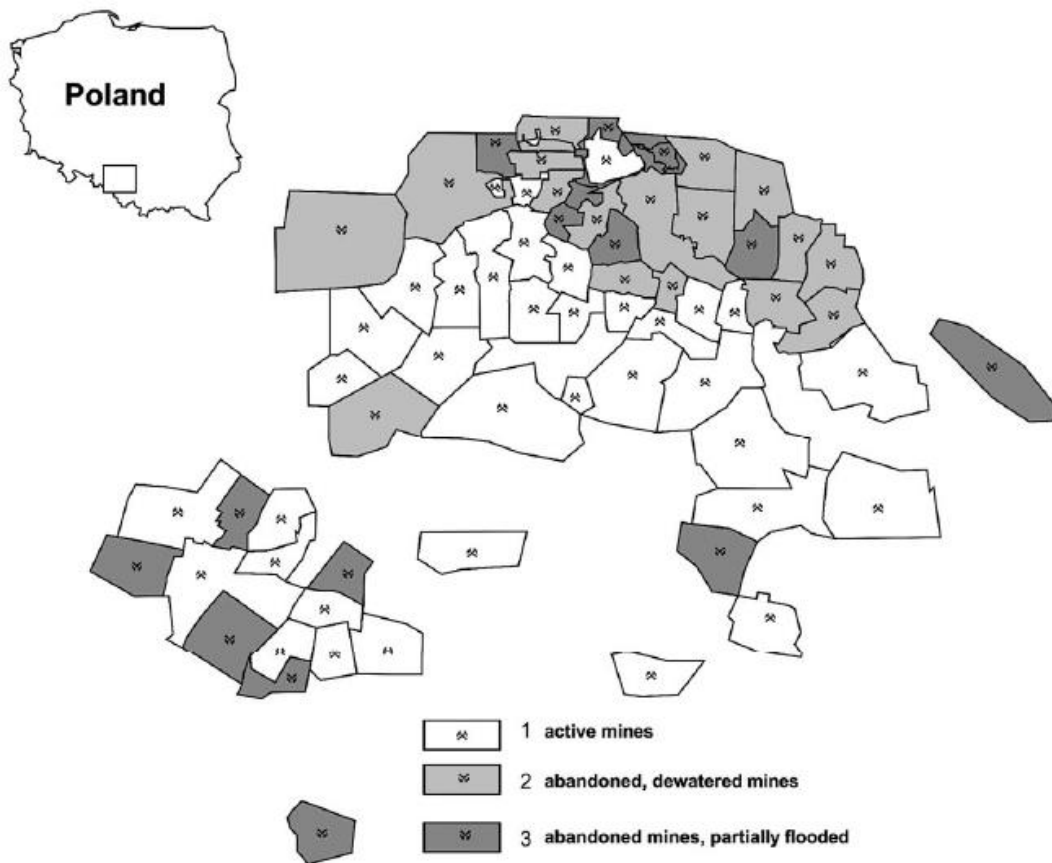 Poland
1 active mines
2 abandoned, dewatered mines
3 abandoned mines, partially flooded